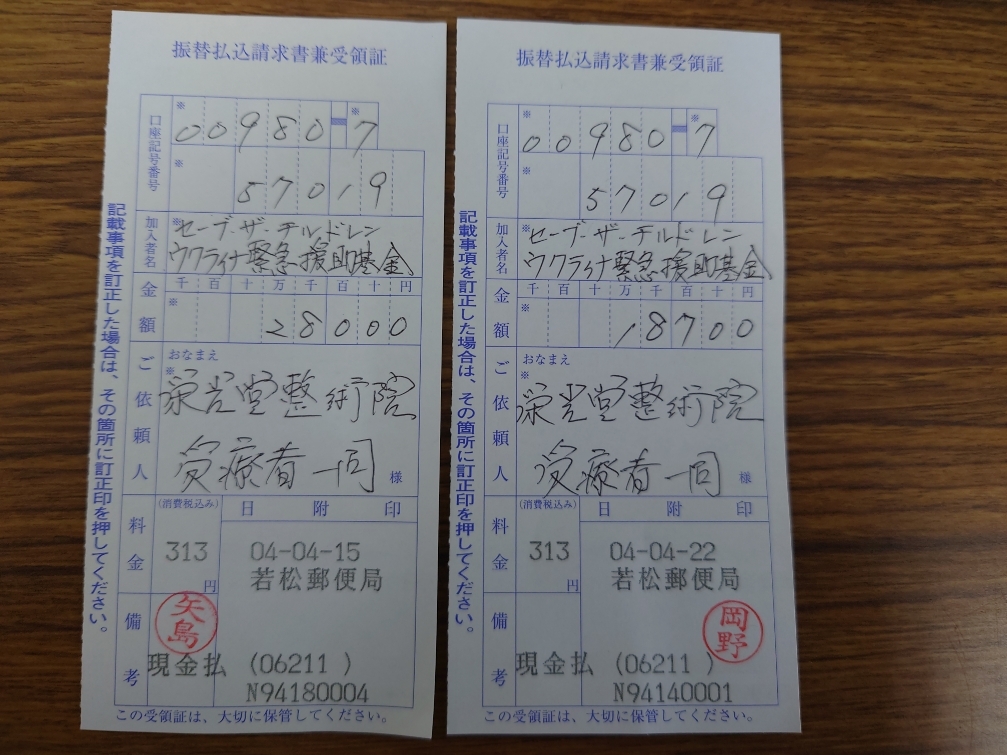 振替払込請求書兼受領証
口座記号番号
※ ※
00980-7
※
57019
加入者名
※セーブ・ザ・チルドレン
ウクライナ緊急援助基金
金額
千百十万千百十円
※
28000
ご依頼人
おなまえ
※
栄光堂整術院
受療者一同 様
料金
(消費税込み)
313
円
日附印
04-04-15
若松郵便局
備考
矢島
現金払 (06211 )
N94180004
この受領証は、大切に保管してください。
記載事項を訂正した場合は、その箇所に訂正印を押してください。
振替払込請求書兼受領証
口座記号番号
※ ※
00980-7
※
57019
加入者名
※セーブ・ザ・チルドレン
ウクライナ緊急援助基金
金額
千百十万千百十円
※
18700
ご依頼人
おなまえ
※
栄光堂整術院
受療者一同 様
料金
(消費税込み)
313
円
日附印
04-04-22
若松郵便局
備考
岡野
現金払 (06211 )
N94140001
この受領証は、大切に保管してください。
記載事項を訂正した場合は、その箇所に訂正印を押してください。